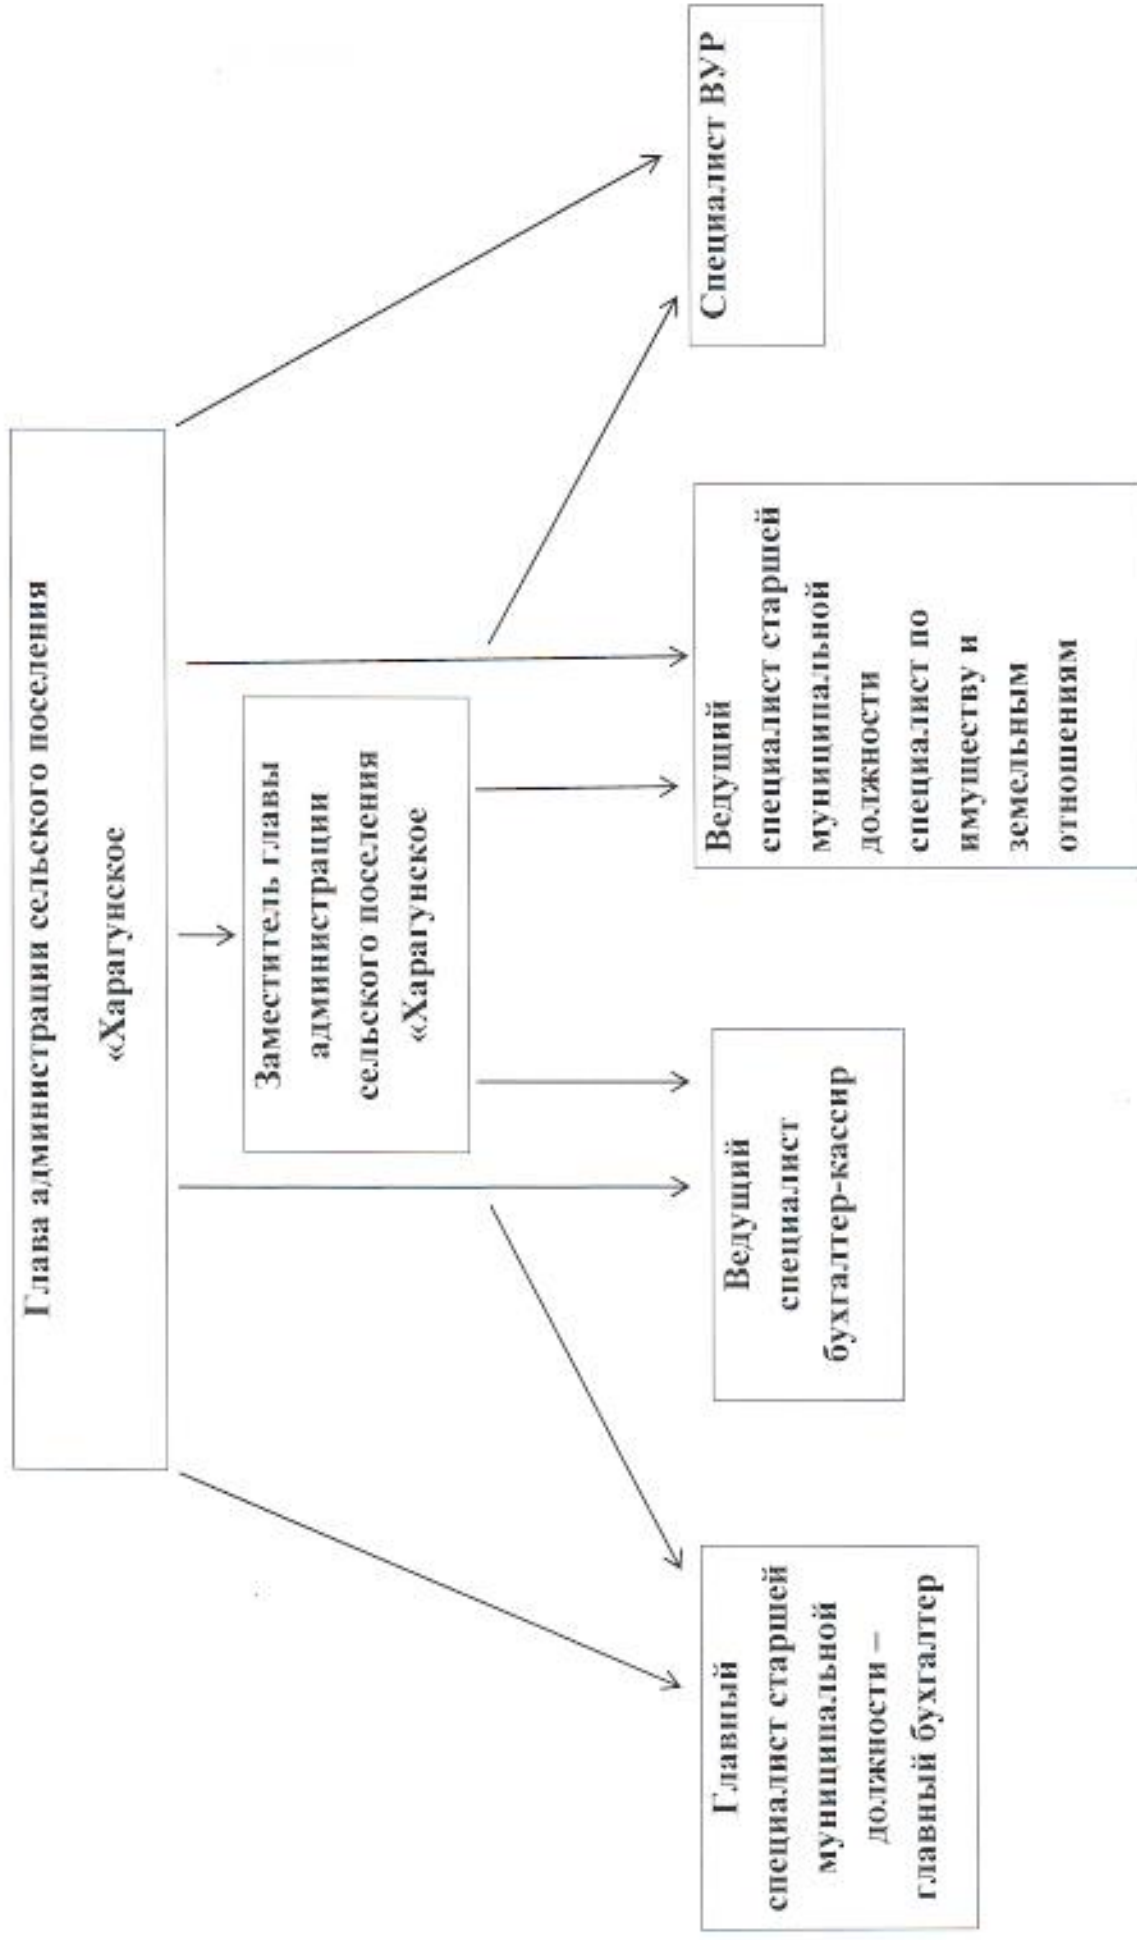 Глава администрации сельского поселения
«Харагунское
Заместитель главы
администрации
сельского поселения
«Харагунское
Главный
специалист старшей
муниципальной
должности –
главный бухгалтер
Ведущий
специалист
бухгалтер-кассир
Ведущий
специалист старшей
муниципальной
должности
специалист по
имуществу и
земельным
отношениям
Специалист ВУР